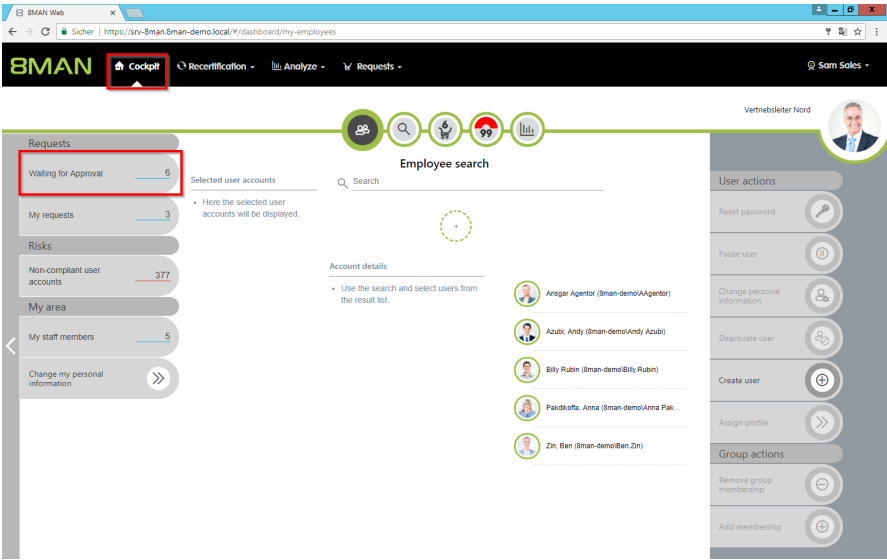 8MAN Web
Sicher | https://srv-8man.8man-demo.local/#/dashboard/my-employees
8MAN
Cockpit
Recertification
Analyze
Requests
Sam Sales
Vertriebsleiter Nord
6
99
Requests
Waiting for Approval 6
My requests 3
Risks
Non-compliant user
accounts 377
My area
My staff members 5
Change my personal
information
Selected user accounts
• Here the selected user
accounts will be displayed.
Employee search
Search
+
Account details
• Use the search and select users from
the result list.
Ansgar Agentor (8man-demo\AAgentor)
Azubi, Andy (8man-demo\Andy Azubi)
Billy Rubin (8man-demo\Billy.Rubin)
Pakdikoffa, Anna (8man-demo\Anna Pak...
Zin, Ben (8man-demo\Ben.Zin)
User actions
Reset password
Pause user
Change personal
information
Deactivate user
Create user
Assign profile
Group actions
Remove group
membership
Add membership